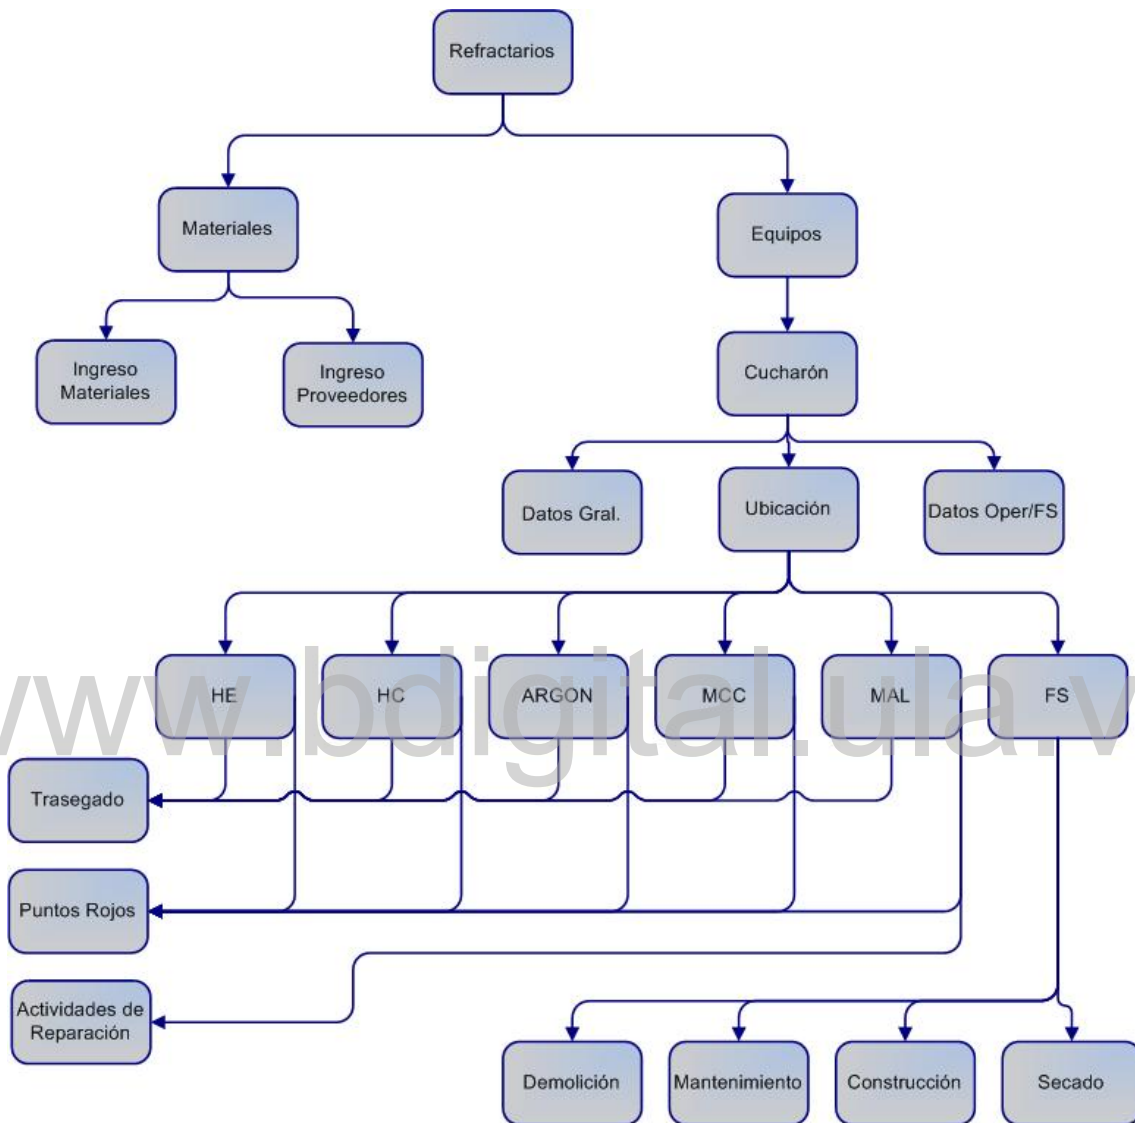 Refractarios
Materiales
Equipos
Ingreso
Materiales
Ingreso
Proveedores
Cucharón
Datos Gral.
Ubicación
Datos Oper/FS
HE
HC
ARGON
MCC
MAL
FS
www.bdigital.ula.v
Trasegado
Puntos Rojos
Actividades de
Reparación
Demolición
Mantenimiento
Construcción
Secado